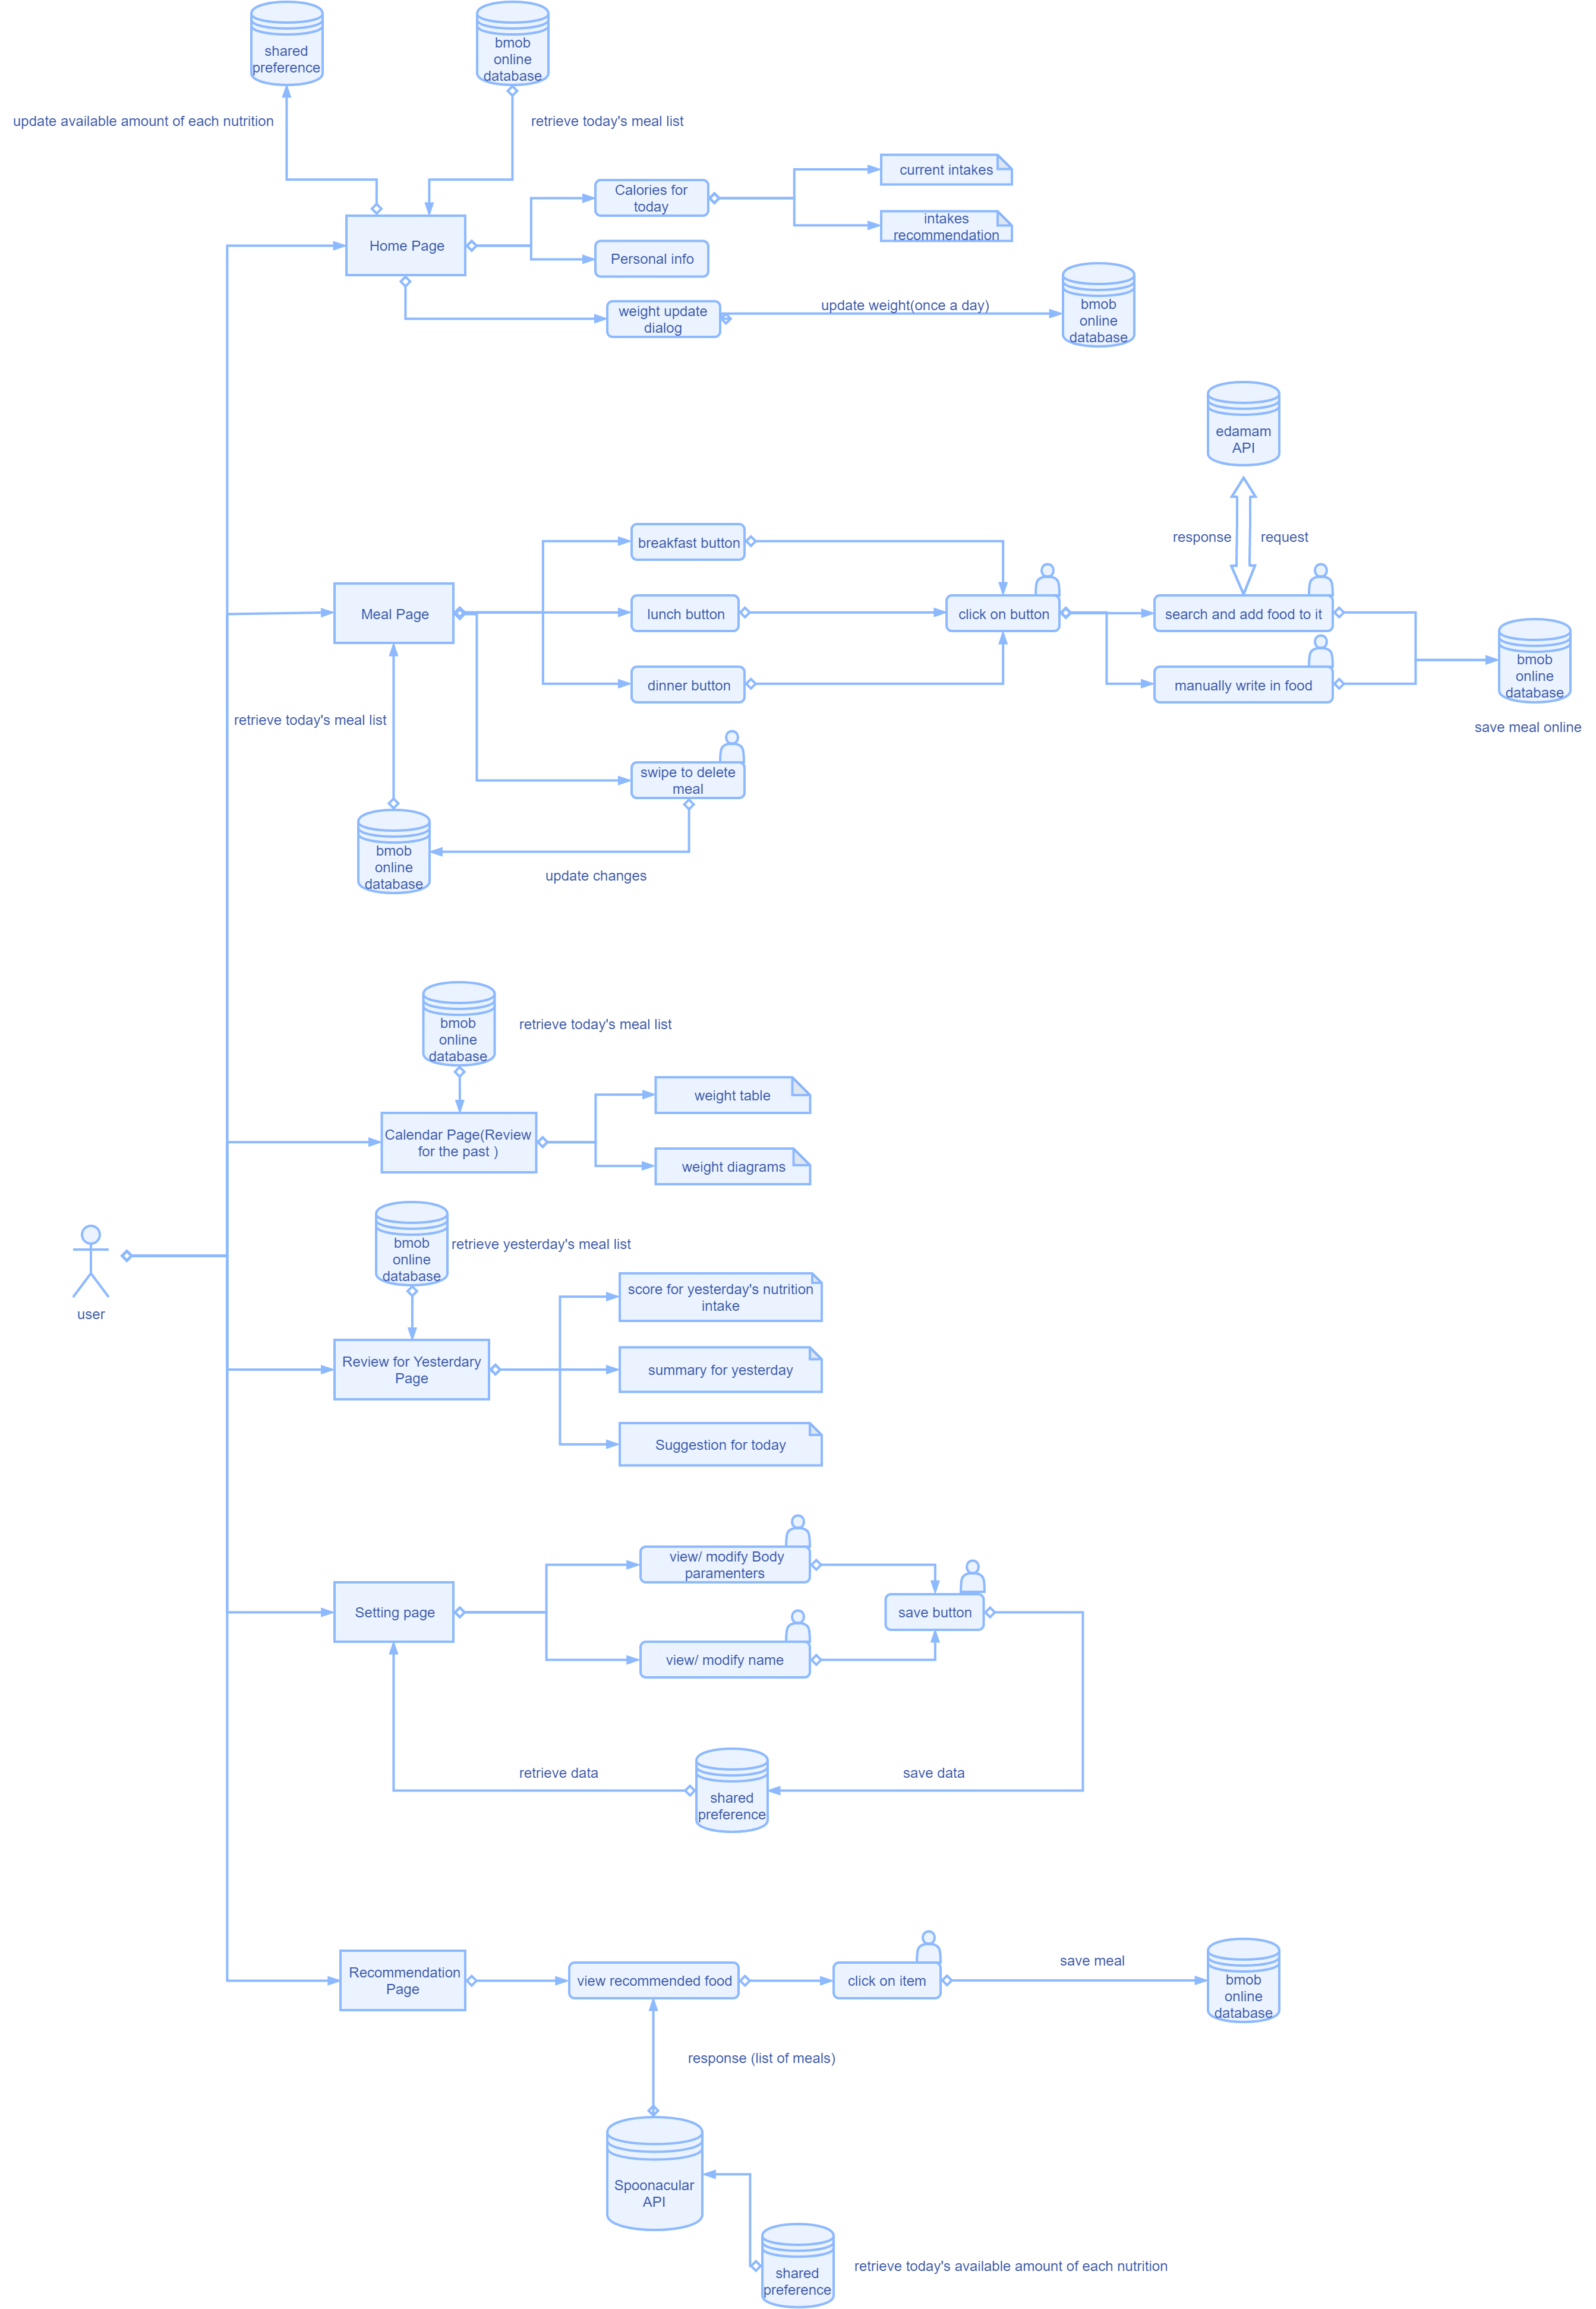 shared
preference
bmob
online
database
update available amount of each nutrition
retrieve today's meal list
current intakes
Calories for
today
intakes
recommendation
Home Page
Personal info
weight update
dialog
update weight(once a day)
bmob
online
database
edamam
API
response
request
breakfast button
Meal Page
lunch button
click on button
search and add food to it
dinner button
manually write in food
bmob
online
database
retrieve today's meal list
save meal online
swipe to delete
meal
bmob
online
database
update changes
bmob
online
database
retrieve today's meal list
weight table
Calendar Page(Review
for the past )
weight diagrams
bmob
online
database
retrieve yesterday's meal list
user
score for yesterday's nutrition
intake
Review for Yesterdary
Page
summary for yesterday
Suggestion for today
view/ modify Body
paramenters
Setting page
save button
view/ modify name
retrieve data
save data
shared
preference
Recommendation
Page
view recommended food
click on item
save meal
bmob
online
database
response (list of meals)
Spoonacular
API
shared
preference
retrieve today's available amount of each nutrition